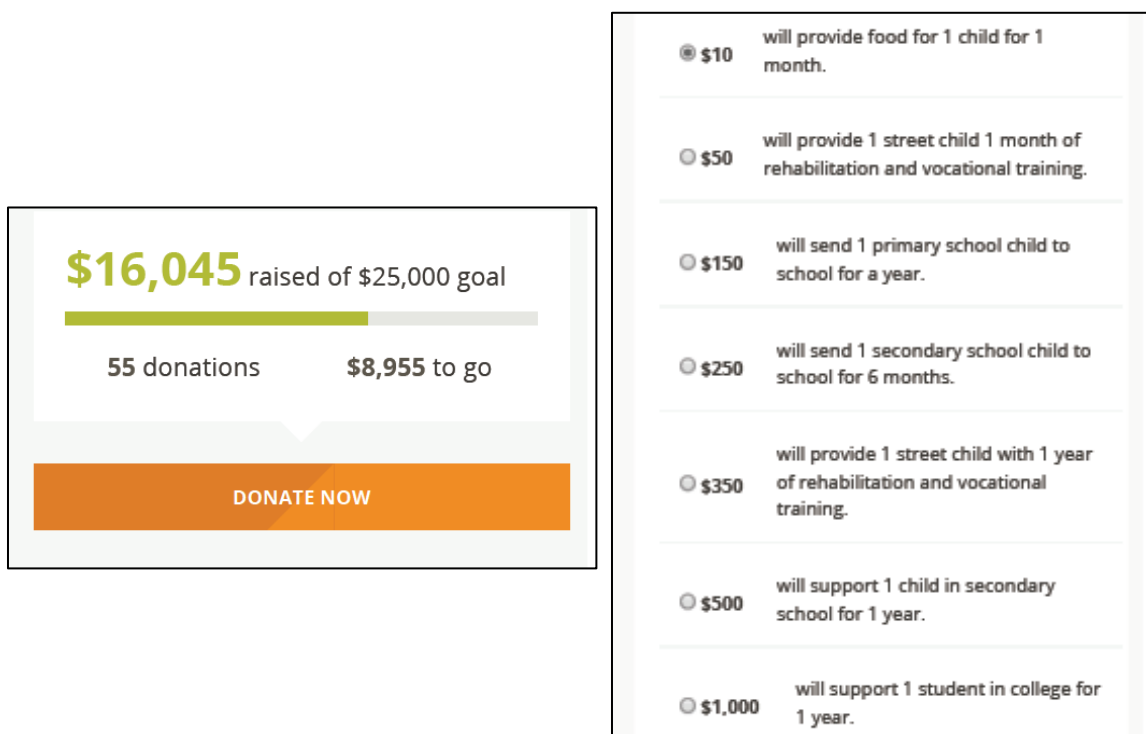 $16,045 raised of $25,000 goal
55 donations $8,955 to go
DONATE NOW
$10 will provide food for 1 child for 1
month.
$50 will provide 1 street child 1 month of
rehabilitation and vocational training.
$150 will send 1 primary school child to
school for a year.
$250 will send 1 secondary school child to
school for 6 months.
$350 will provide 1 street child with 1 year
of rehabilitation and vocational
training.
$500 will support 1 child in secondary
school for 1 year.
$1,000 will support 1 student in college for
1 year.